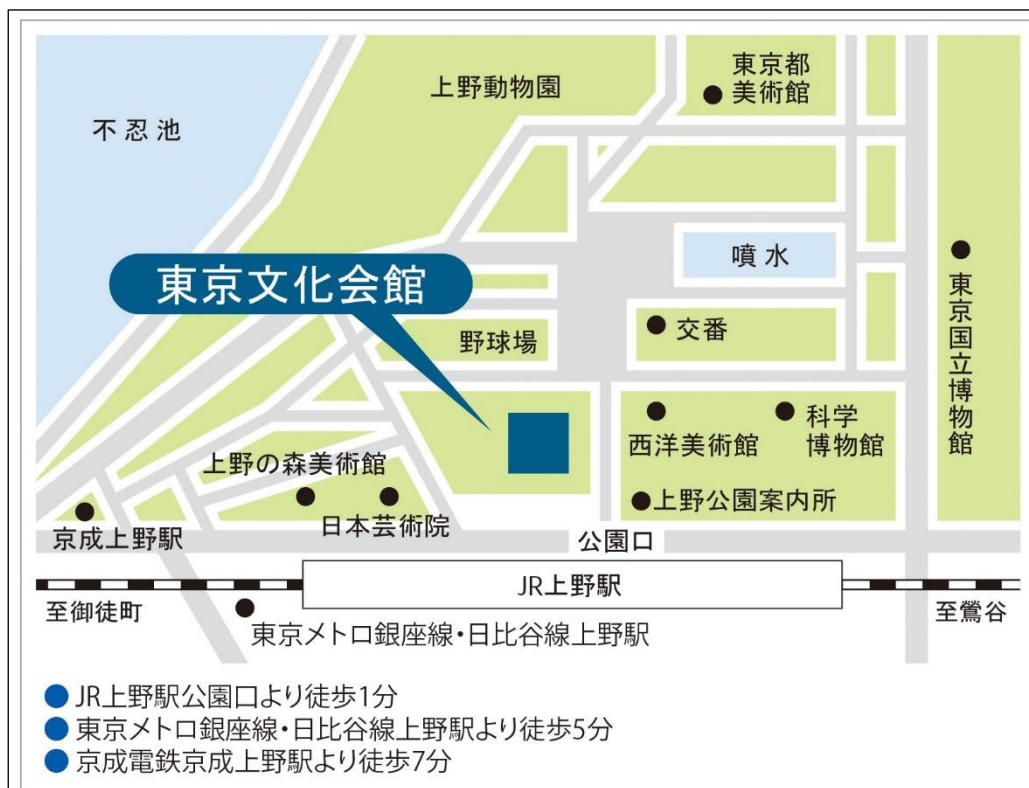 上野動物園
東京都
美術館
不忍池
噴水
東京文化会館
東京国立博物館
野球場
交番
西洋美術館
科学
博物館
上野の森美術館
日本芸術院
上野公園案内所
京成上野駅
公園口
JR上野駅
至御徒町
至鶯谷
東京メトロ銀座線・日比谷線上野駅
JR上野駅公園口より徒歩1分
東京メトロ銀座線・日比谷線上野駅より徒歩5分
京成電鉄京成上野駅より徒歩7分